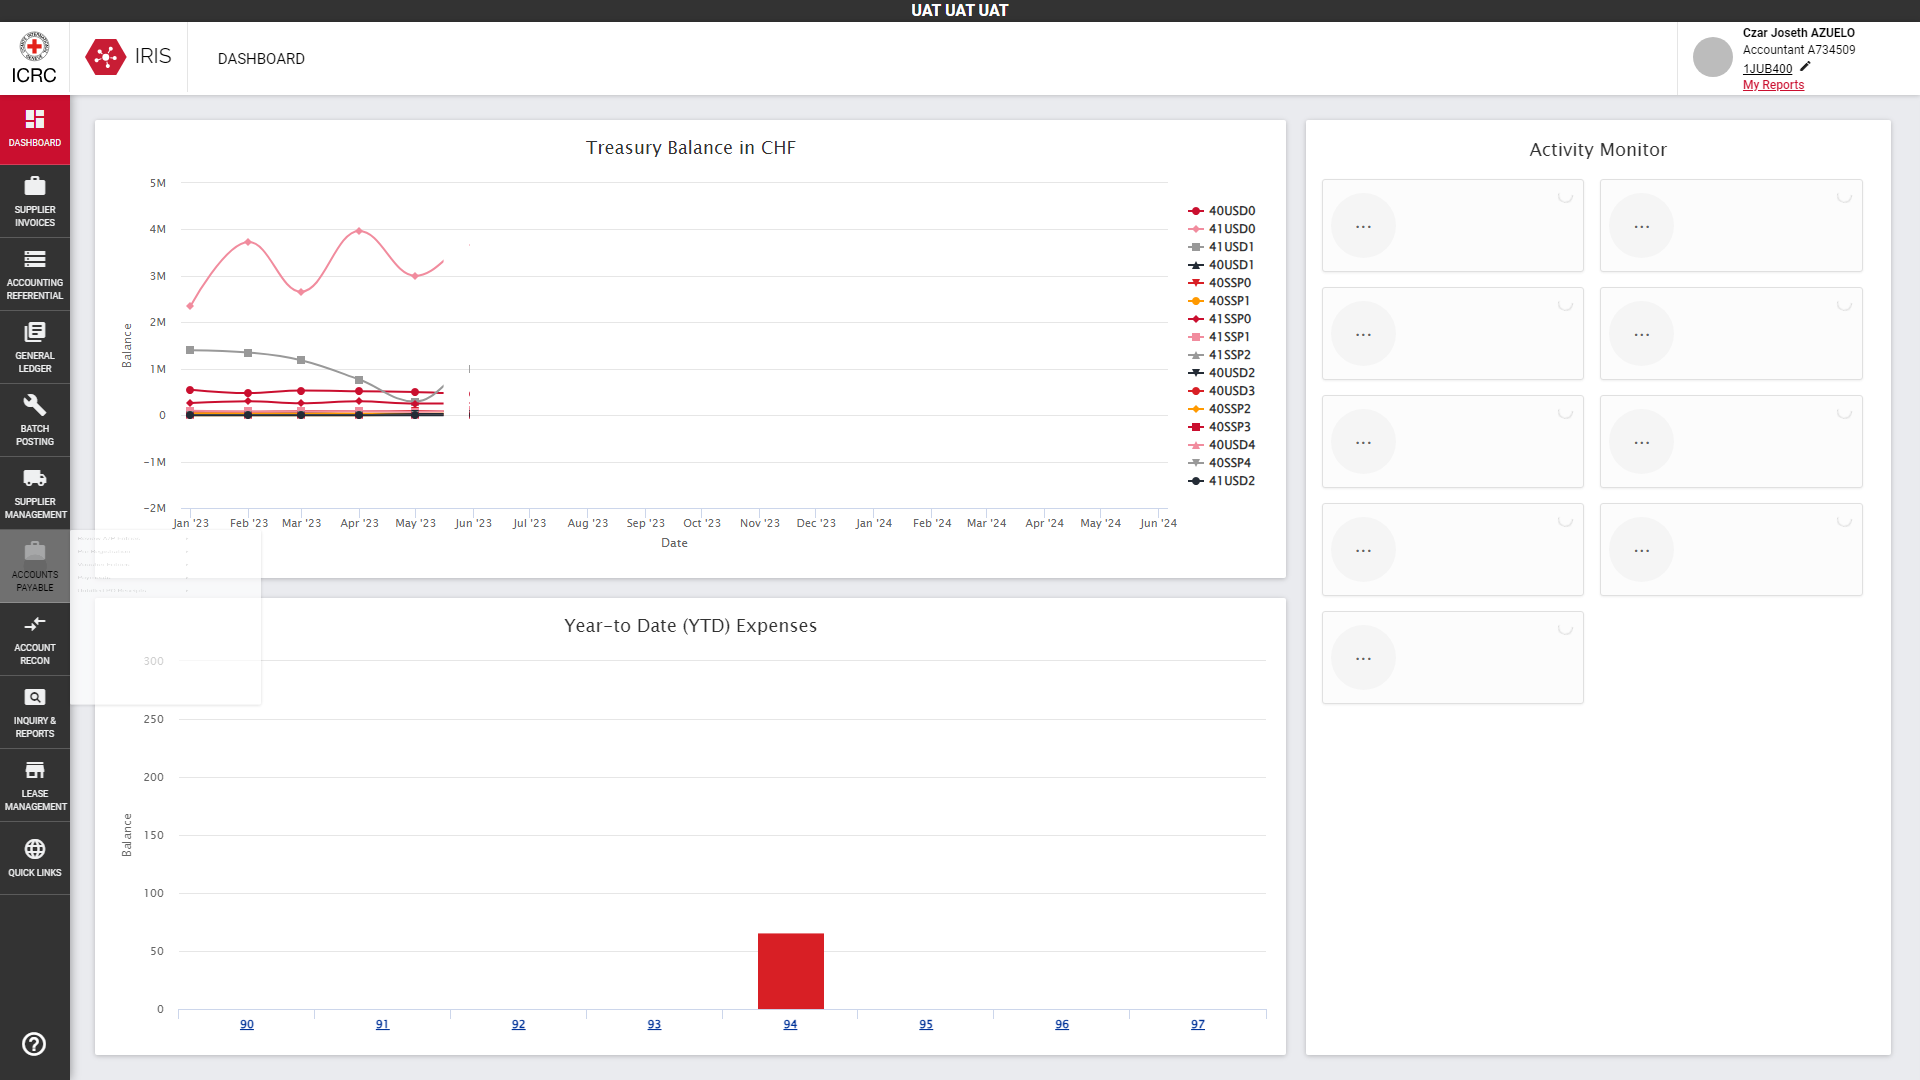 UAT UAT UAT
ICRC
IRIS
DASHBOARD
Czar Joseth AZUELO
Accountant A734509
1JUB400
My Reports
DASHBOARD
SUPPLIER
INVOICES
ACCOUNTING
REFERENTIAL
GENERAL
LEDGER
BATCH
POSTING
SUPPLIER
MANAGEMENT
ACCOUNTS
PAYABLE
ACCOUNT
RECON
INQUIRY &
REPORTS
LEASE
MANAGEMENT
QUICK LINKS
Treasury Balance in CHF
5M
4M
3M
2M
1M
0
-1M
-2M
Balance
Jan '23 Feb '23 Mar '23 Apr '23 May '23 Jun '23 Jul '23 Aug '23 Sep '23 Oct '23 Nov '23 Dec '23 Jan '24 Feb '24 Mar '24 Apr '24 May '24 Jun '24
Date
40USD0
41USD0
41USD1
40USD1
40SSP0
40SSP1
41SSP0
41SSP1
41SSP2
40USD2
40USD3
40SSP2
40SSP3
40USD4
40SSP4
41USD2
Year-to Date (YTD) Expenses
300
250
200
150
100
50
0
Balance
90 91 92 93 94 95 96 97
Activity Monitor
... ...
... ...
... ...
... ...
...